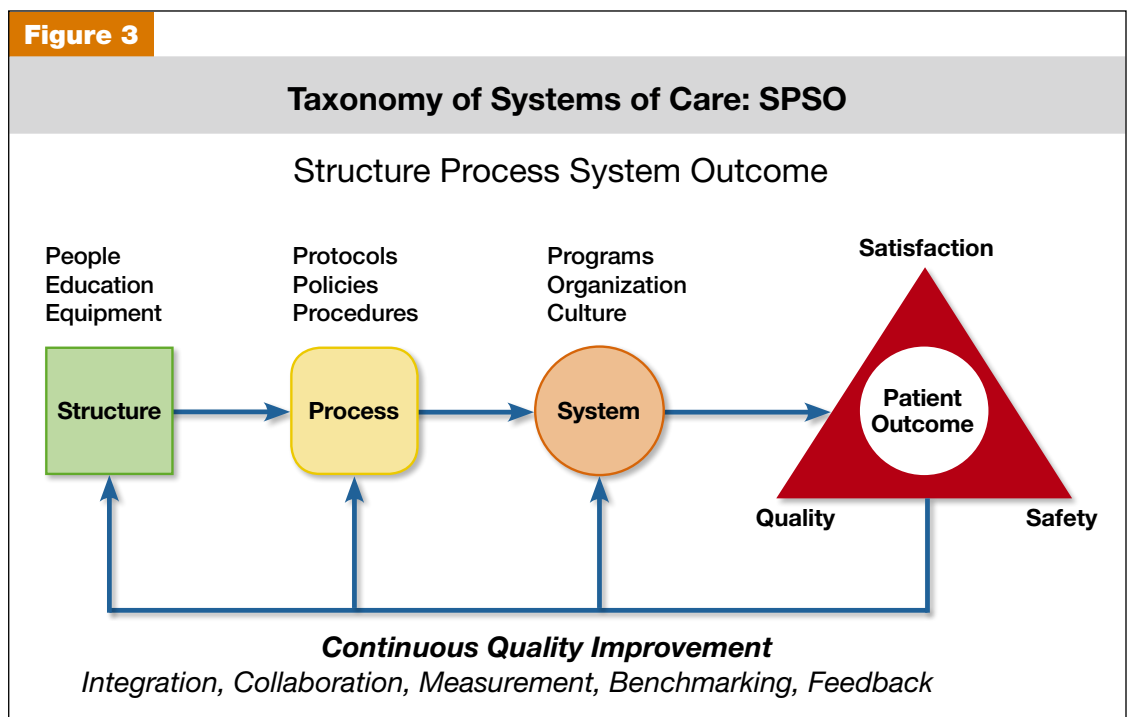 Figure 3
Taxonomy of Systems of Care: SPSO
Structure Process System Outcome
People
Education
Equipment
Protocols
Policies
Procedures
Programs
Organization
Culture
Satisfaction
Structure
Process
System
Patient
Outcome
Quality
Safety
Continuous Quality Improvement
Integration, Collaboration, Measurement, Benchmarking, Feedback